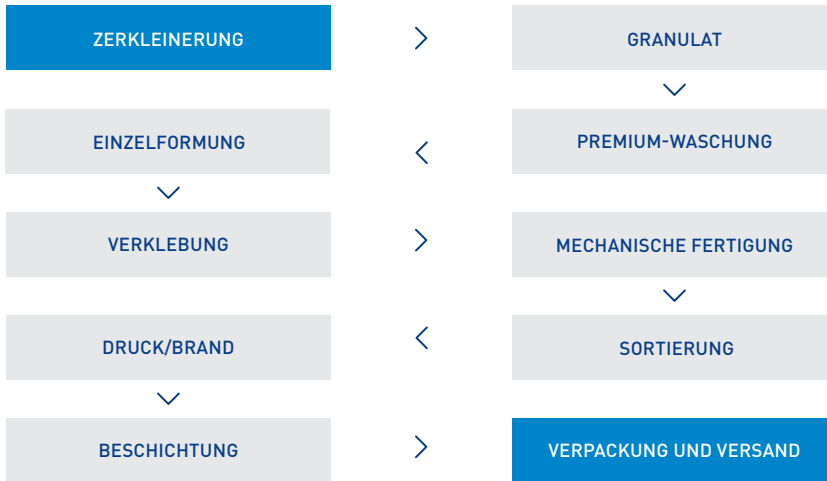 ZERKLEINERUNG
GRANULAT
PREMIUM-WASCHUNG
EINZELFORMUNG
VERKLEBUNG
MECHANISCHE FERTIGUNG
SORTIERUNG
DRUCK/BRAND
BESCHICHTUNG
VERPACKUNG UND VERSAND